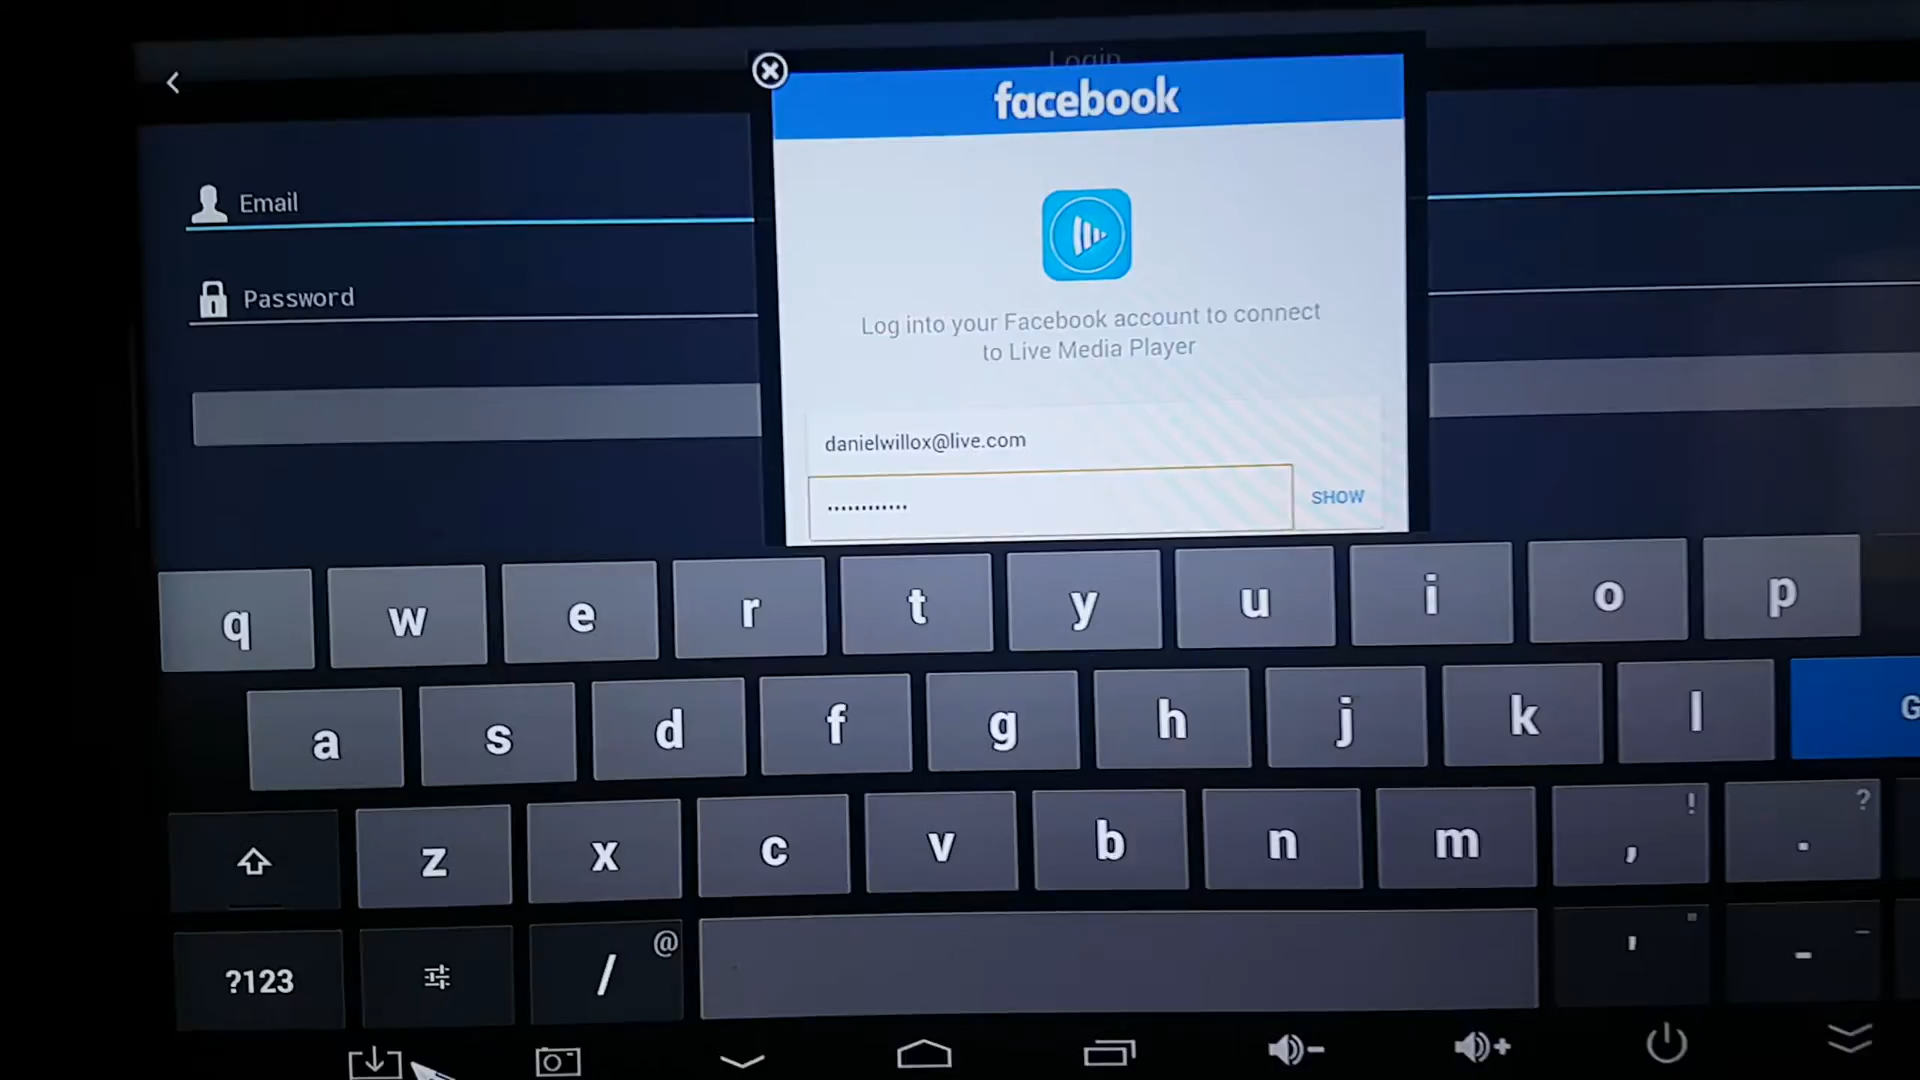 Login
facebook
Email
Password
Log into your Facebook account to connect
to Live Media Player
danielwillox@live.com
............
SHOW
q w e r t y u i o p
a s d f g h j k l G
z x c v b n m ! , ? .
?123 @ / " ' _ -